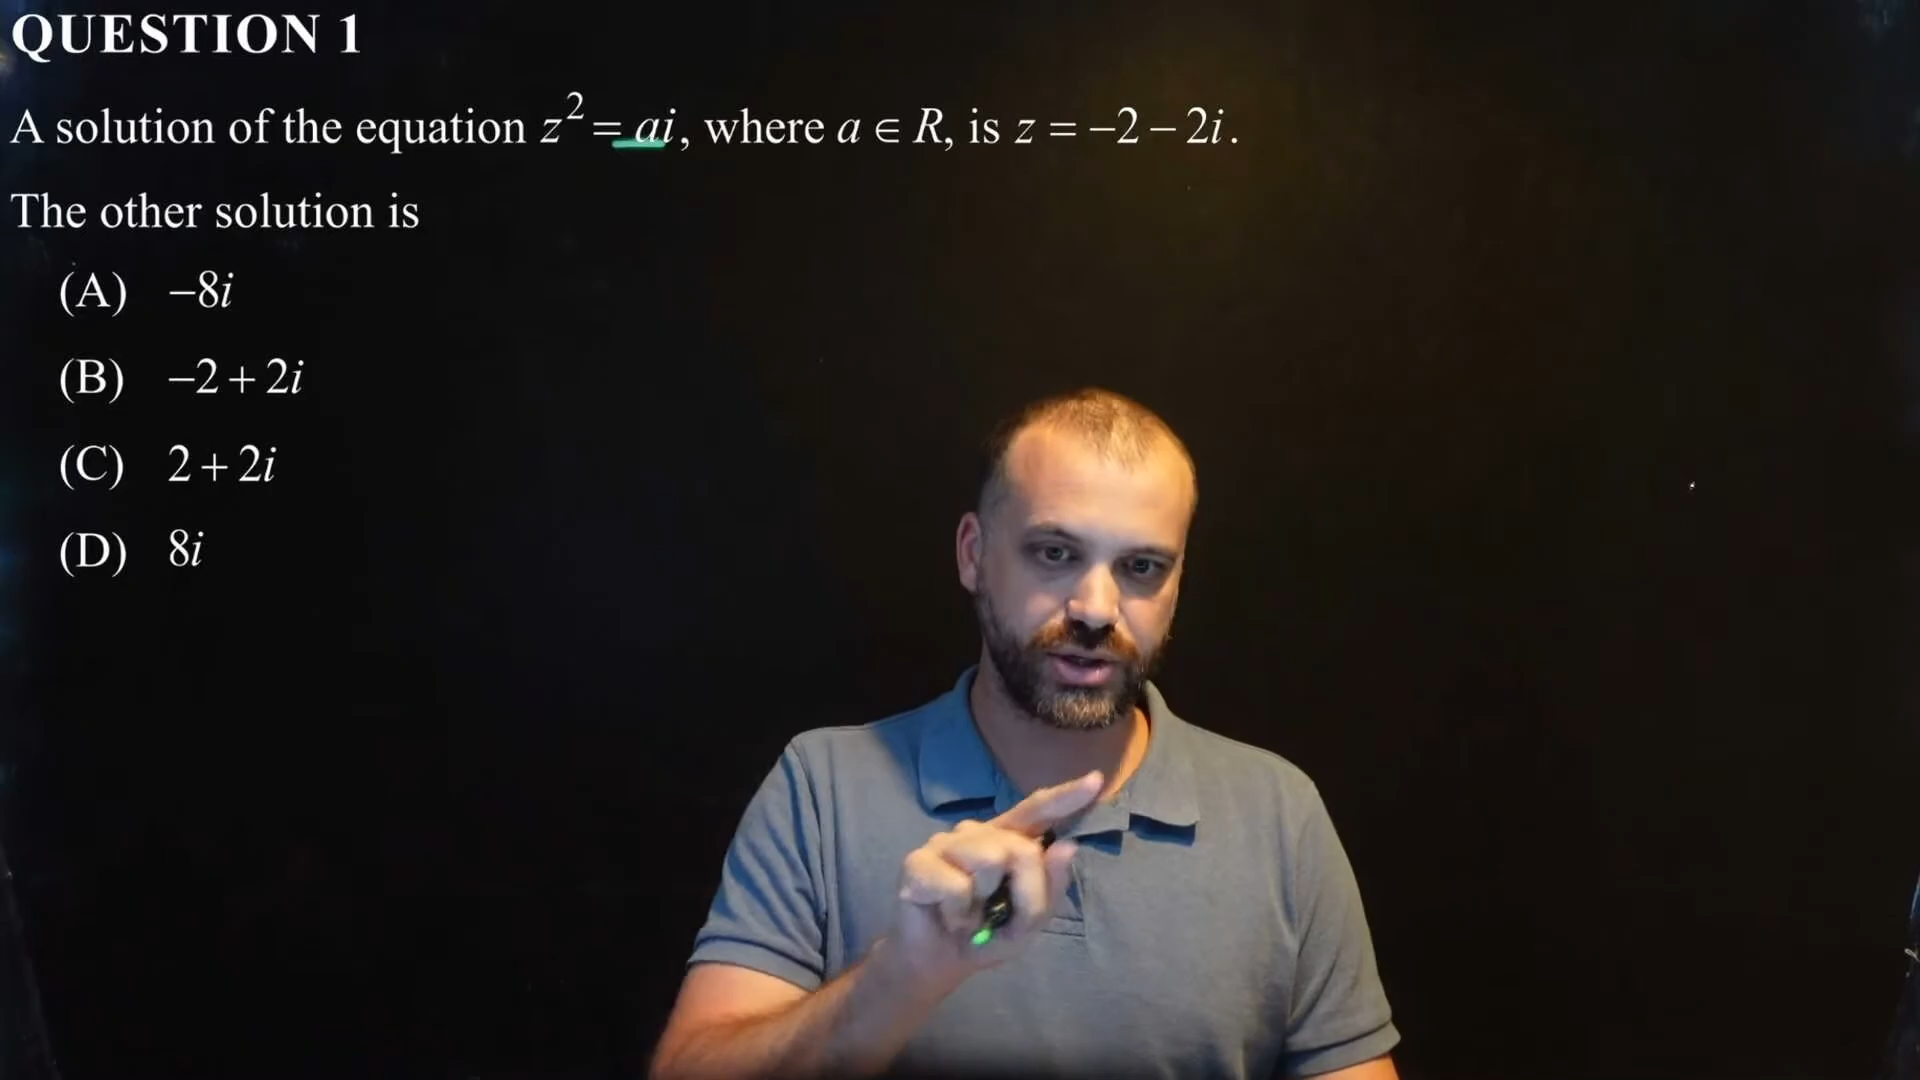 QUESTION 1
A solution of the equation z² = ai, where a ∈ R, is z = −2 − 2i.
The other solution is
(A) −8i
(B) −2 + 2i
(C) 2 + 2i
(D) 8i